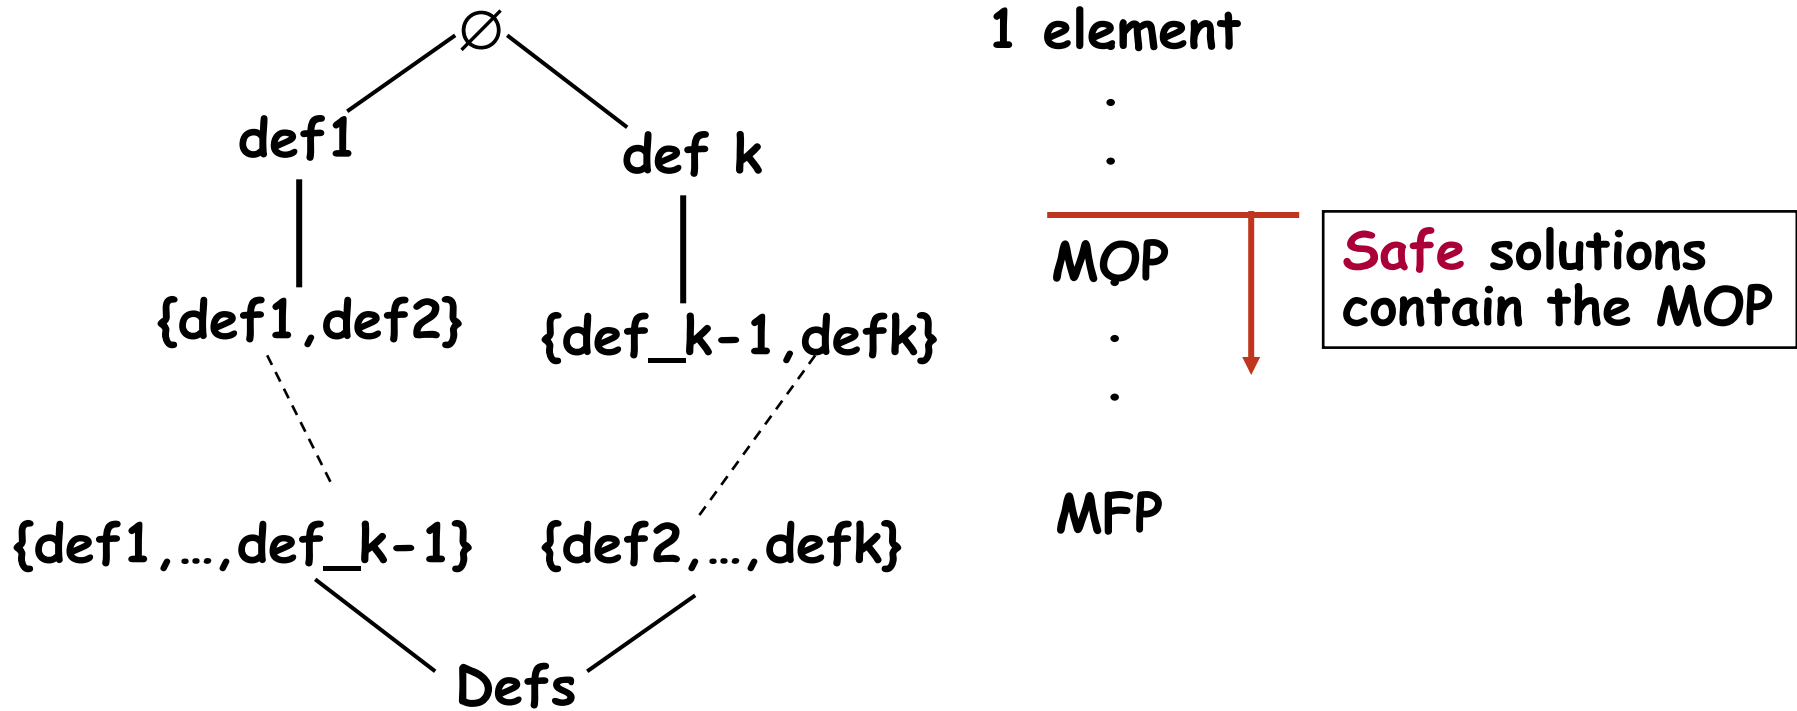 ∅
def1
def k
{def1,def2}
{def_k-1,defk}
{def1,…,def_k-1}
{def2,…,defk}
Defs
1 element
.
.
MOP
.
.
.
MFP
Safe solutions
contain the MOP